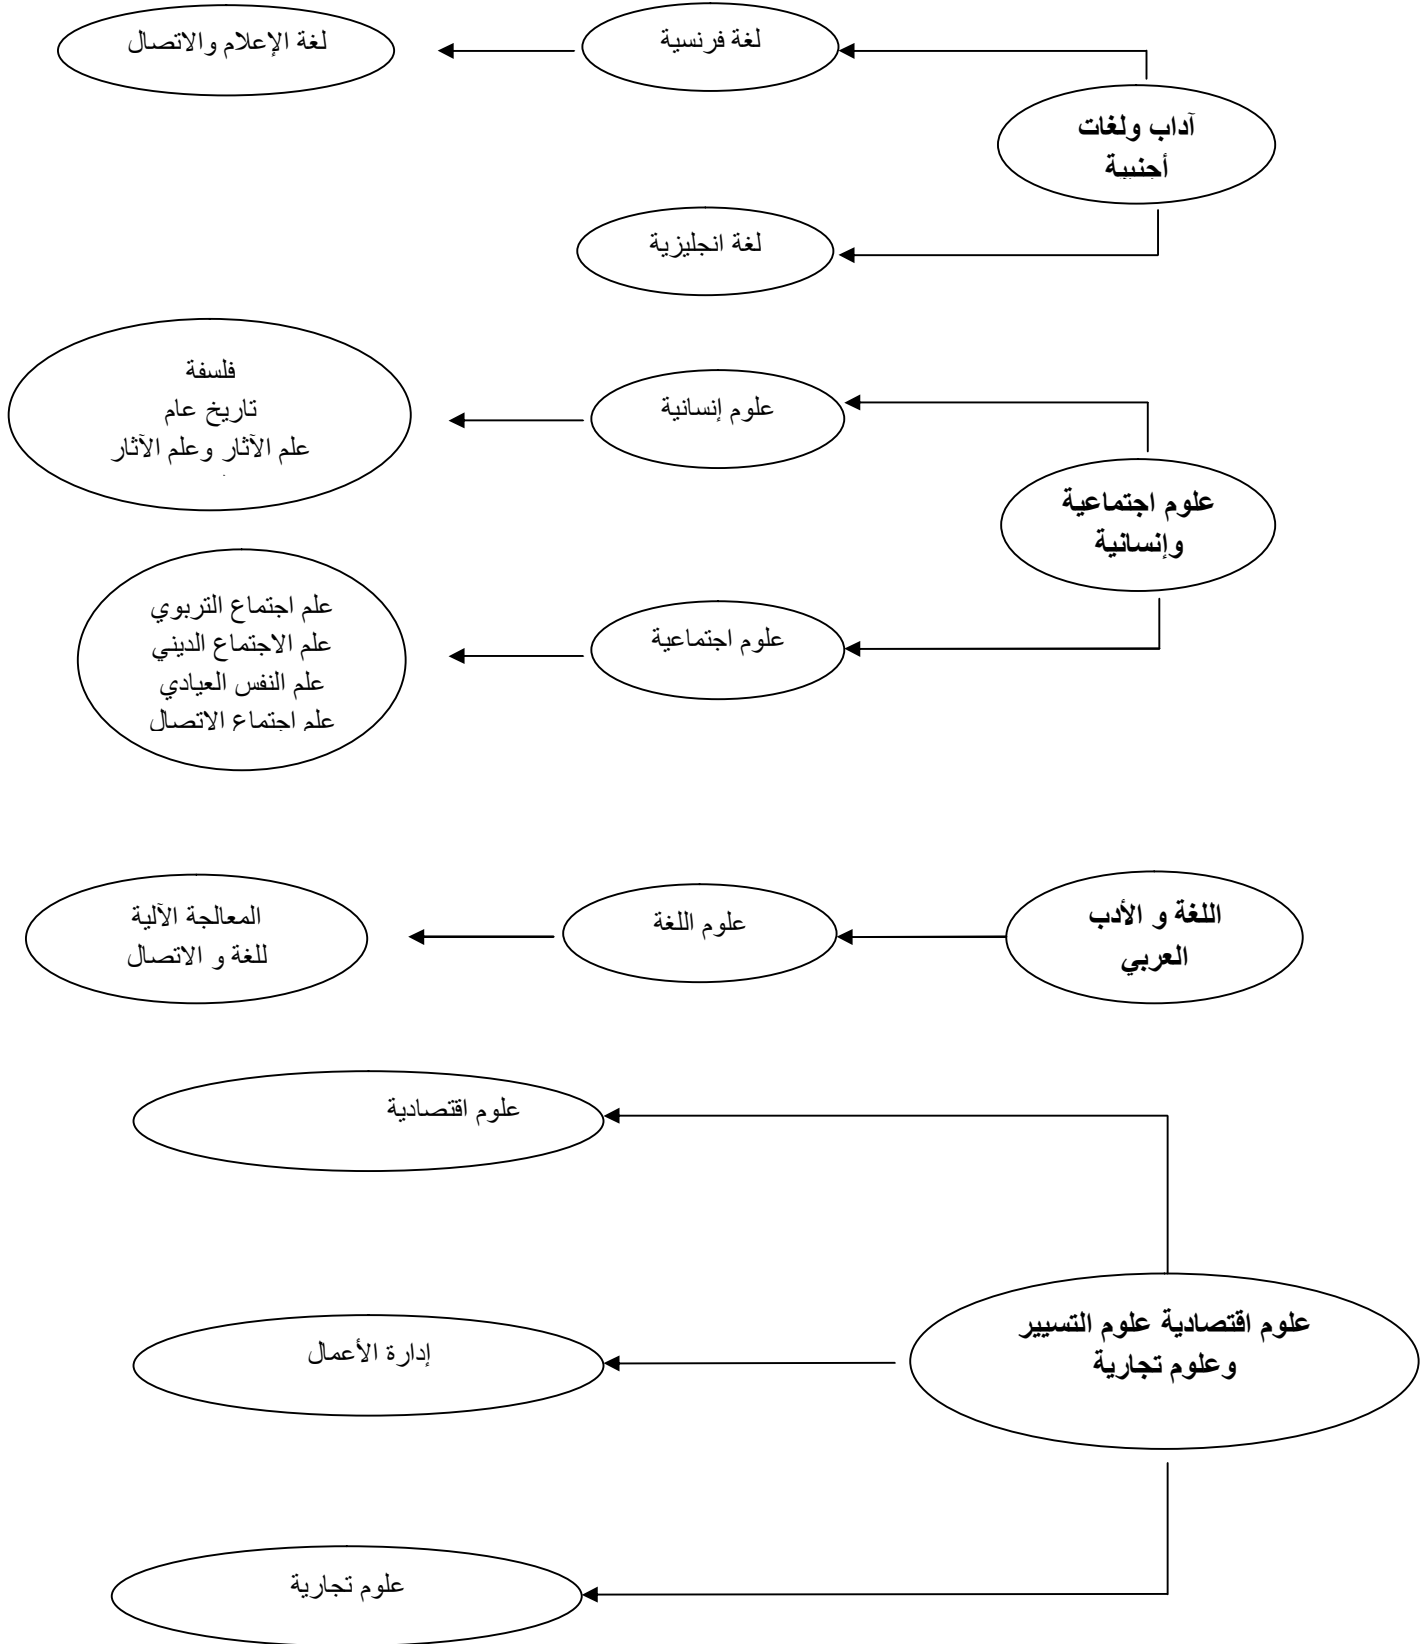 لغة فرنسية
لغة الإعلام والاتصال
آداب ولغات
أجنبية
لغة انجليزية
علوم إنسانية
فلسفة
تاريخ عام
علم الآثار وعلم الآثار
علوم اجتماعية
وإنسانية
علوم اجتماعية
علم اجتماع التربوي
علم الاجتماع الديني
علم النفس العيادي
علم اجتماع الاتصال
اللغة و الأدب
العربي
علوم اللغة
المعالجة الآلية
للغة و الاتصال
علوم اقتصادية
علوم اقتصادية علوم التسيير
وعلوم تجارية
إدارة الأعمال
علوم تجارية